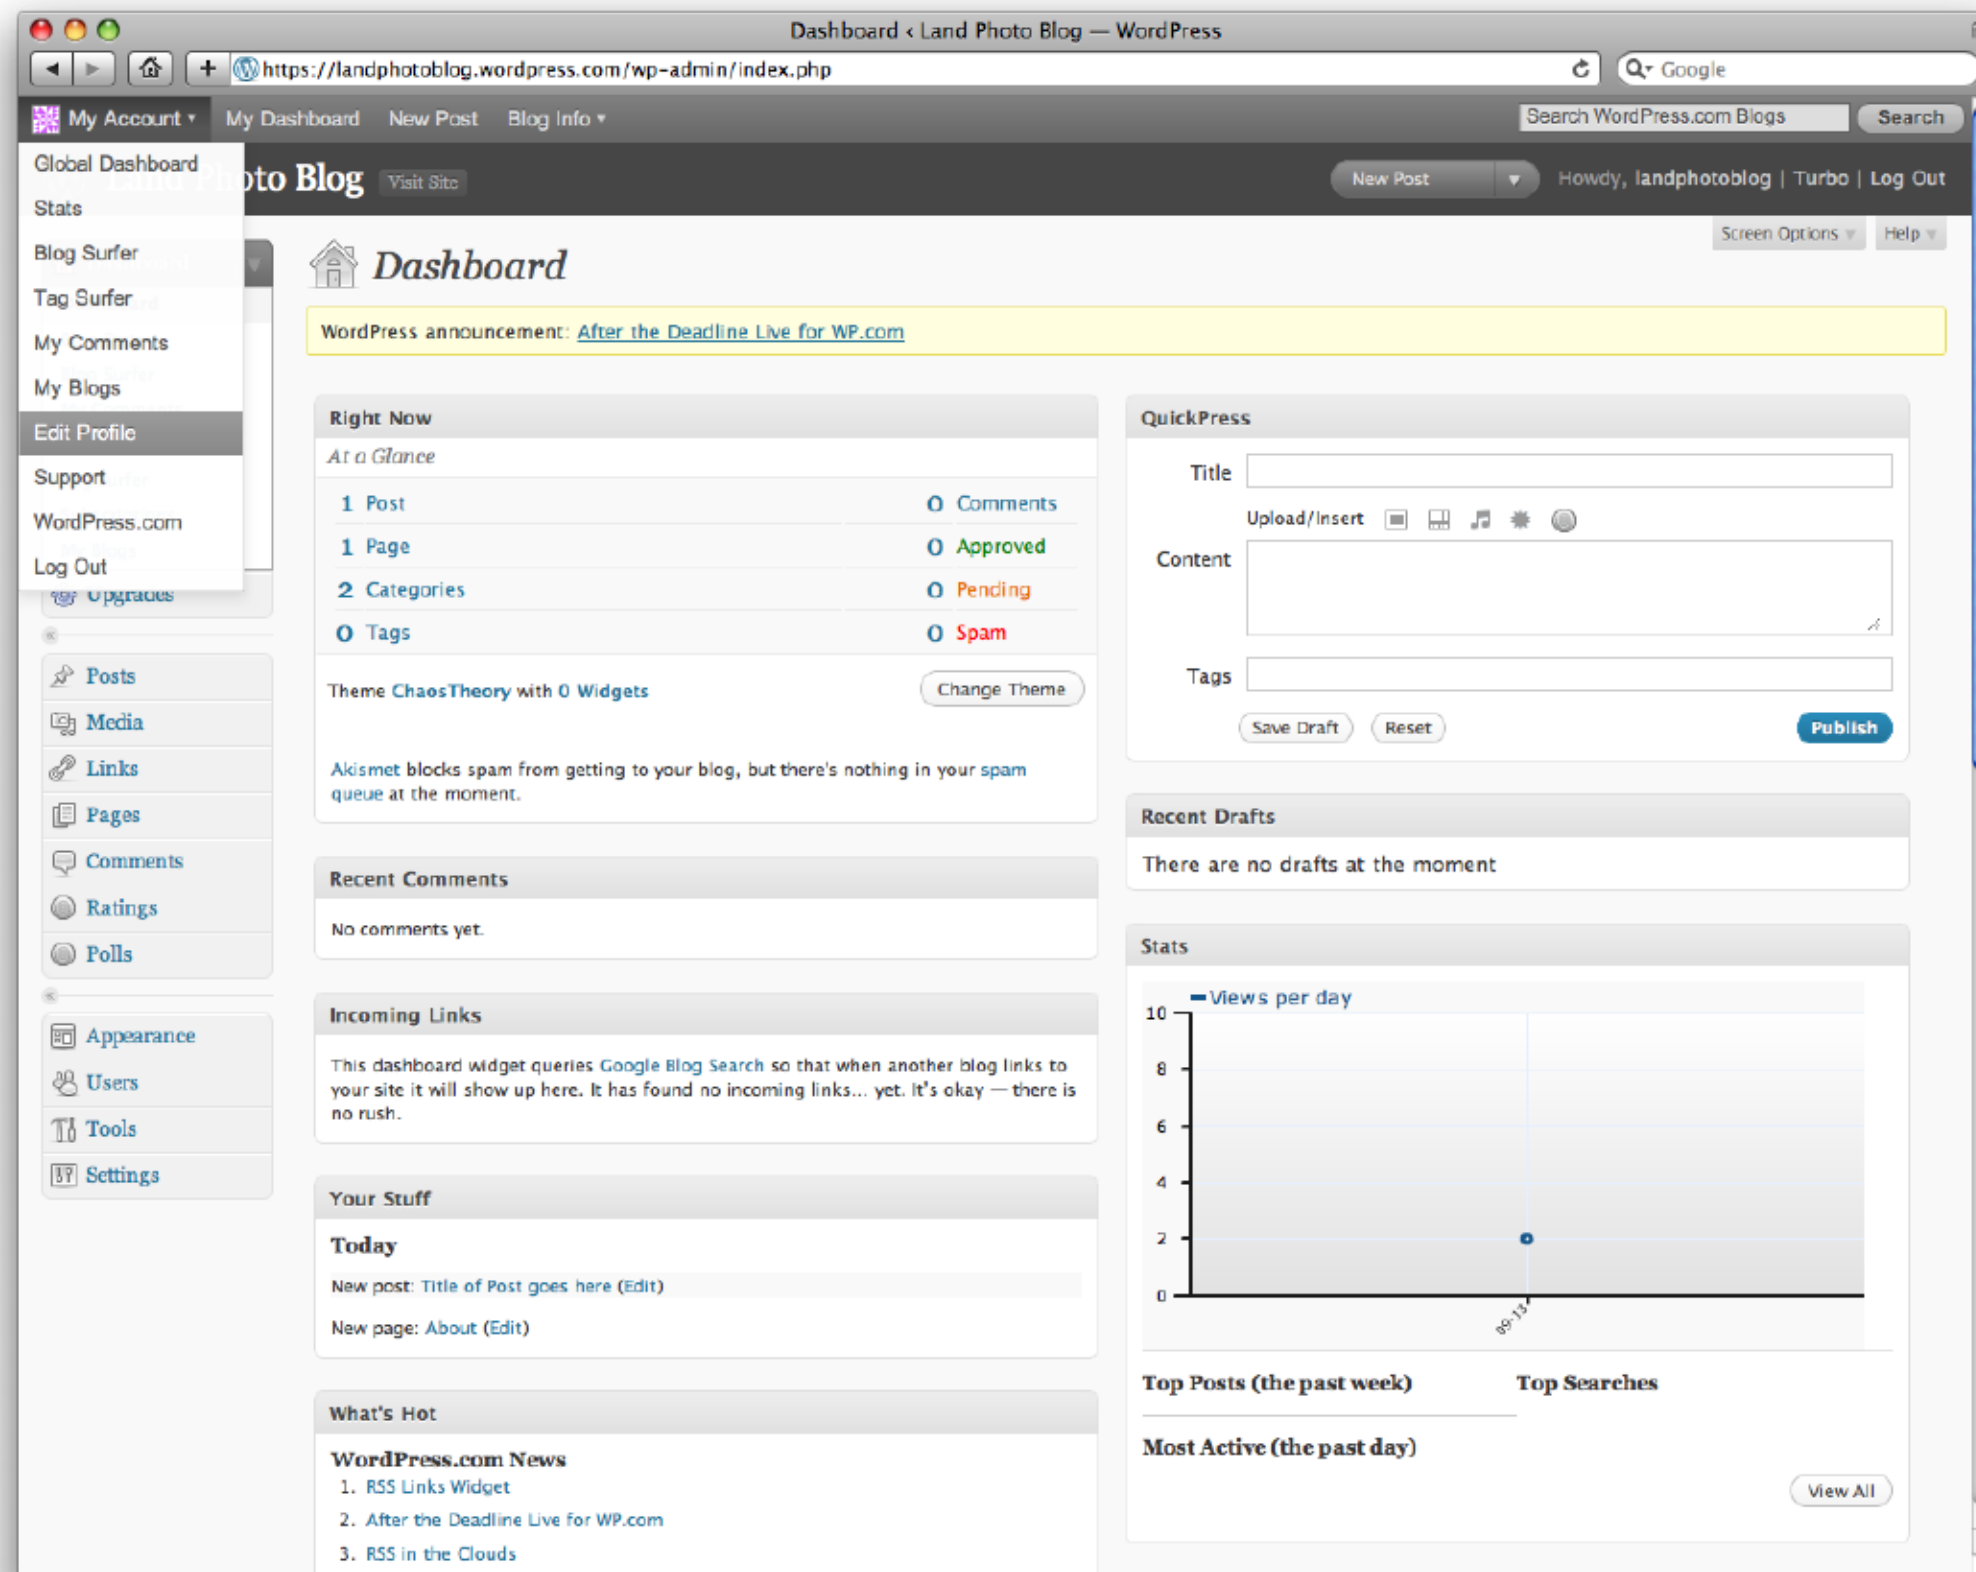 Dashboard ‹ Land Photo Blog — WordPress
https://landphotoblog.wordpress.com/wp-admin/index.php
Google
My Account My Dashboard New Post Blog Info
Search WordPress.com Blogs Search
Land Photo Blog Visit Site
New Post Howdy, landphotoblog | Turbo | Log Out
Global Dashboard
Stats
Blog Surfer
Tag Surfer
My Comments
My Blogs
Edit Profile
Support
WordPress.com
Log Out
Upgrades
Posts
Media
Links
Pages
Comments
Ratings
Polls
Appearance
Users
Tools
Settings
Screen Options Help
Dashboard
WordPress announcement: After the Deadline Live for WP.com
Right Now
At a Glance
1 Post 0 Comments
1 Page 0 Approved
2 Categories 0 Pending
0 Tags 0 Spam
Theme ChaosTheory with 0 Widgets Change Theme
Akismet blocks spam from getting to your blog, but there's nothing in your spam
queue at the moment.
Recent Comments
No comments yet.
Incoming Links
This dashboard widget queries Google Blog Search so that when another blog links to
your site it will show up here. It has found no incoming links... yet. It's okay — there is
no rush.
Your Stuff
Today
New post: Title of Post goes here (Edit)
New page: About (Edit)
What's Hot
WordPress.com News
1. RSS Links Widget
2. After the Deadline Live for WP.com
3. RSS in the Clouds
QuickPress
Title
Upload/Insert
Content
Tags
Save Draft Reset Publish
Recent Drafts
There are no drafts at the moment
Stats
Views per day
10
8
6
4
2
0
09-13
Top Posts (the past week) Top Searches
Most Active (the past day)
View All